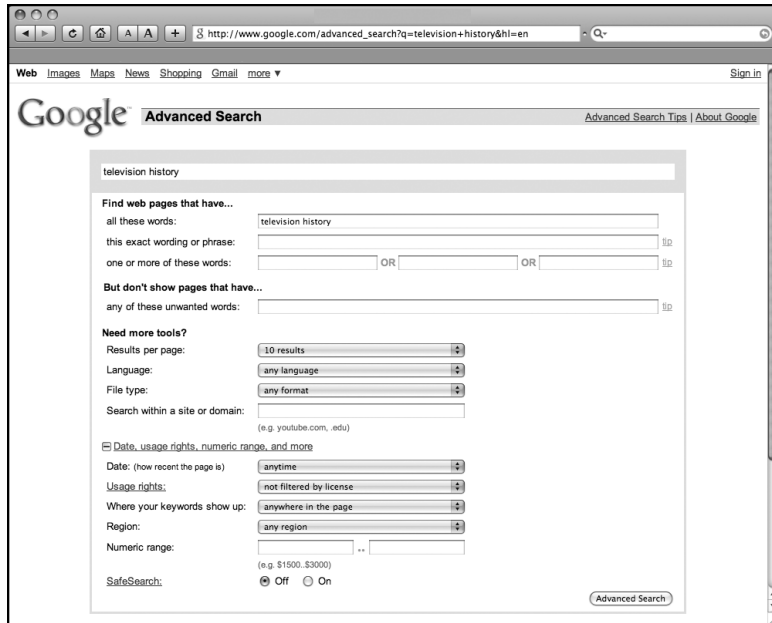 A A + http://www.google.com/advanced_search?q=television+history&hl=en Q-
Web Images Maps News Shopping Gmail more ▼ Sign in
Google™ Advanced Search Advanced Search Tips | About Google
television history
Find web pages that have...
all these words: television history
this exact wording or phrase: tip
one or more of these words: OR OR tip
But don't show pages that have...
any of these unwanted words: tip
Need more tools?
Results per page: 10 results
Language: any language
File type: any format
Search within a site or domain:
(e.g. youtube.com, .edu)
Date, usage rights, numeric range, and more
Date: (how recent the page is) anytime
Usage rights: not filtered by license
Where your keywords show up: anywhere in the page
Region: any region
Numeric range: ..
(e.g. $1500..$3000)
SafeSearch: Off On
Advanced Search